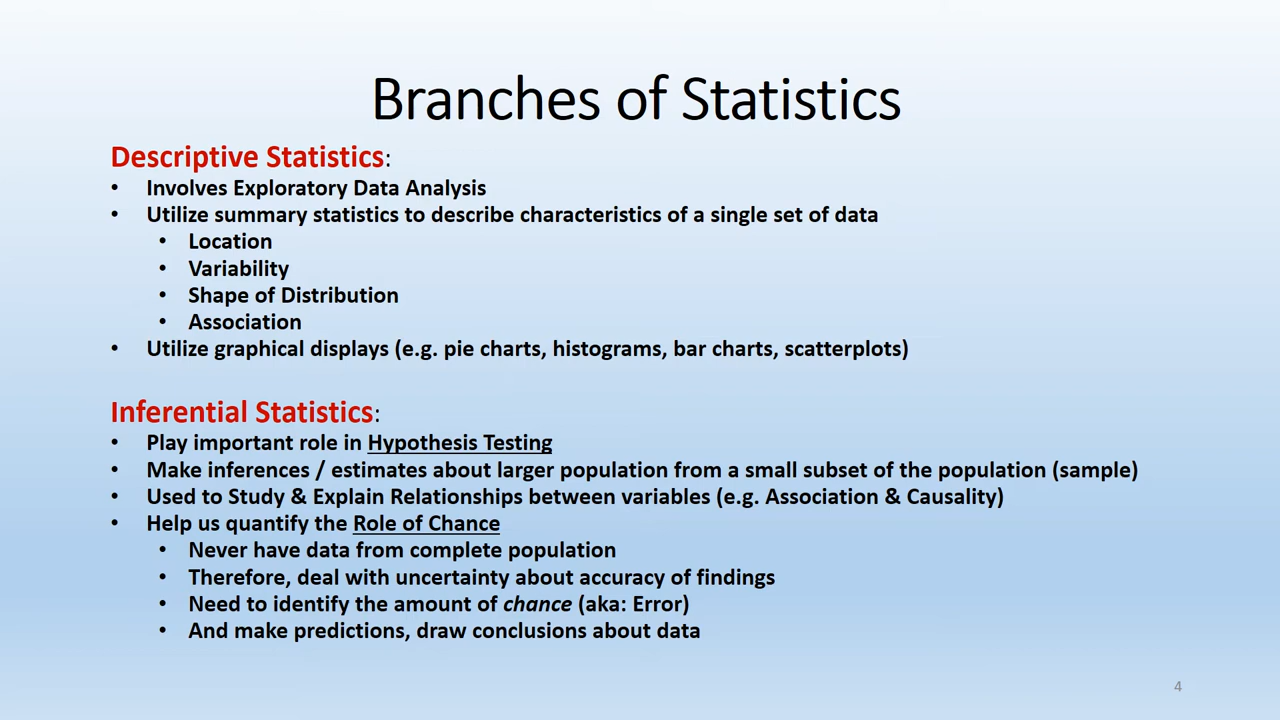 Branches of Statistics
Descriptive Statistics:
• Involves Exploratory Data Analysis
• Utilize summary statistics to describe characteristics of a single set of data
• Location
• Variability
• Shape of Distribution
• Association
• Utilize graphical displays (e.g. pie charts, histograms, bar charts, scatterplots)
Inferential Statistics:
• Play important role in Hypothesis Testing
• Make inferences / estimates about larger population from a small subset of the population (sample)
• Used to Study & Explain Relationships between variables (e.g. Association & Causality)
• Help us quantify the Role of Chance
• Never have data from complete population
• Therefore, deal with uncertainty about accuracy of findings
• Need to identify the amount of chance (aka: Error)
• And make predictions, draw conclusions about data
4